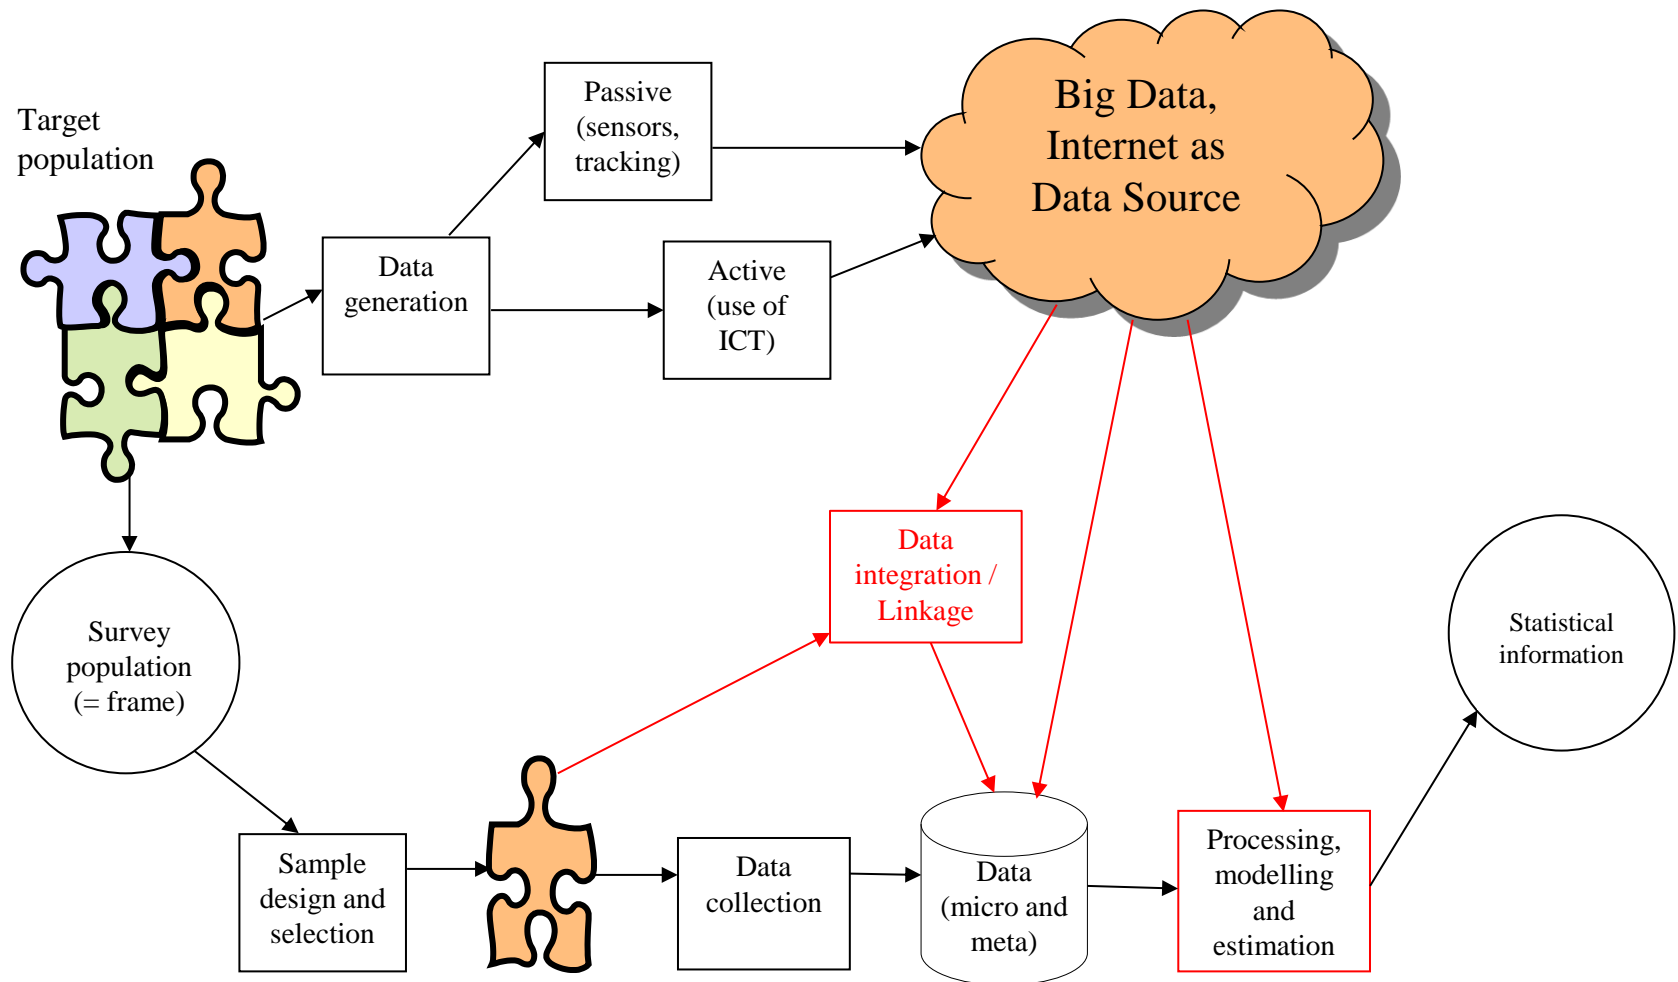 Target
population
Passive
(sensors,
tracking)
Big Data,
Internet as
Data Source
Data
generation
Active
(use of
ICT)
Data
integration /
Linkage
Survey
population
(= frame)
Statistical
information
Sample
design and
selection
Data
collection
Data
(micro and
meta)
Processing,
modelling
and
estimation